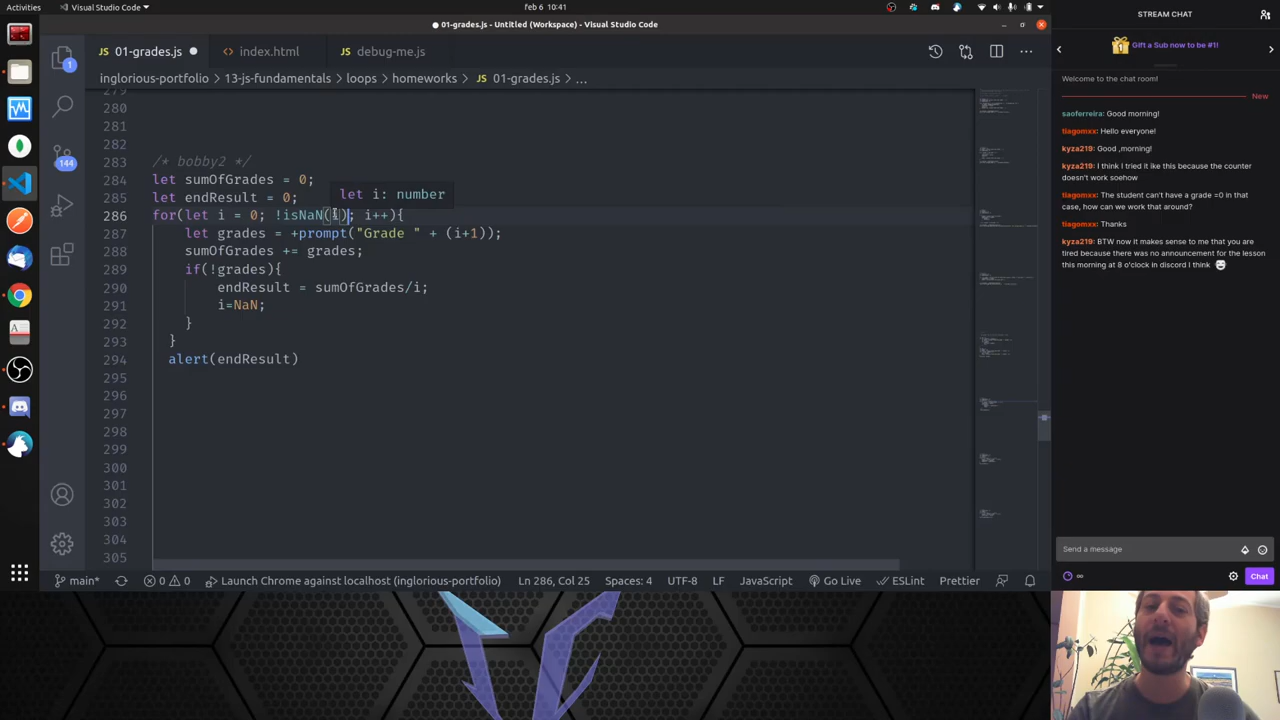 Activities
Visual Studio Code
feb 6 10:41
01-grades.js - Untitled (Workspace) - Visual Studio Code
JS 01-grades.js
index.html
JS debug-me.js
inglorious-portfolio > 13-js-fundamentals > loops > homeworks > JS 01-grades.js > ...
279
280
281
282
283 /* bobby2 */
284 let sumOfGrades = 0;
let i: number
285 let endResult = 0;
286 for(let i = 0; !isNaN(i); i++){
287 let grades = +prompt("Grad" + (i+1));
288 sumOfGrades += grades;
289 if(!grades){
290 endResult= sumOfGrades/i;
291 i=NaN;
292 }
293 }
294 alert(endResult)
295
296
297
298
299
300
301
302
303
304
305
1
144
main*
0 0
Launch Chrome against localhost (inglorious-portfolio)
Ln 286, Col 25
Spaces: 4
UTF-8
LF
JavaScript
Go Live
ESLint
Prettier
STREAM CHAT
Gift a Sub now to be #1!
Welcome to the chat room!
New
saoferreira: Good morning!
tiagomxx: Hello everyone!
kyza219: Good ,morning!
kyza219: I think I tried it ike this because the counter
doesn't work soehow
tiagomxx: The student can't have a grade =0 in that
case, how can we work that around?
tiagomxx: Thanks
kyza219: BTW now it makes sense to me that you are
tired because there was no announcement for the lesson
this morning at 8 o'clock in discord I think
Send a message
Chat